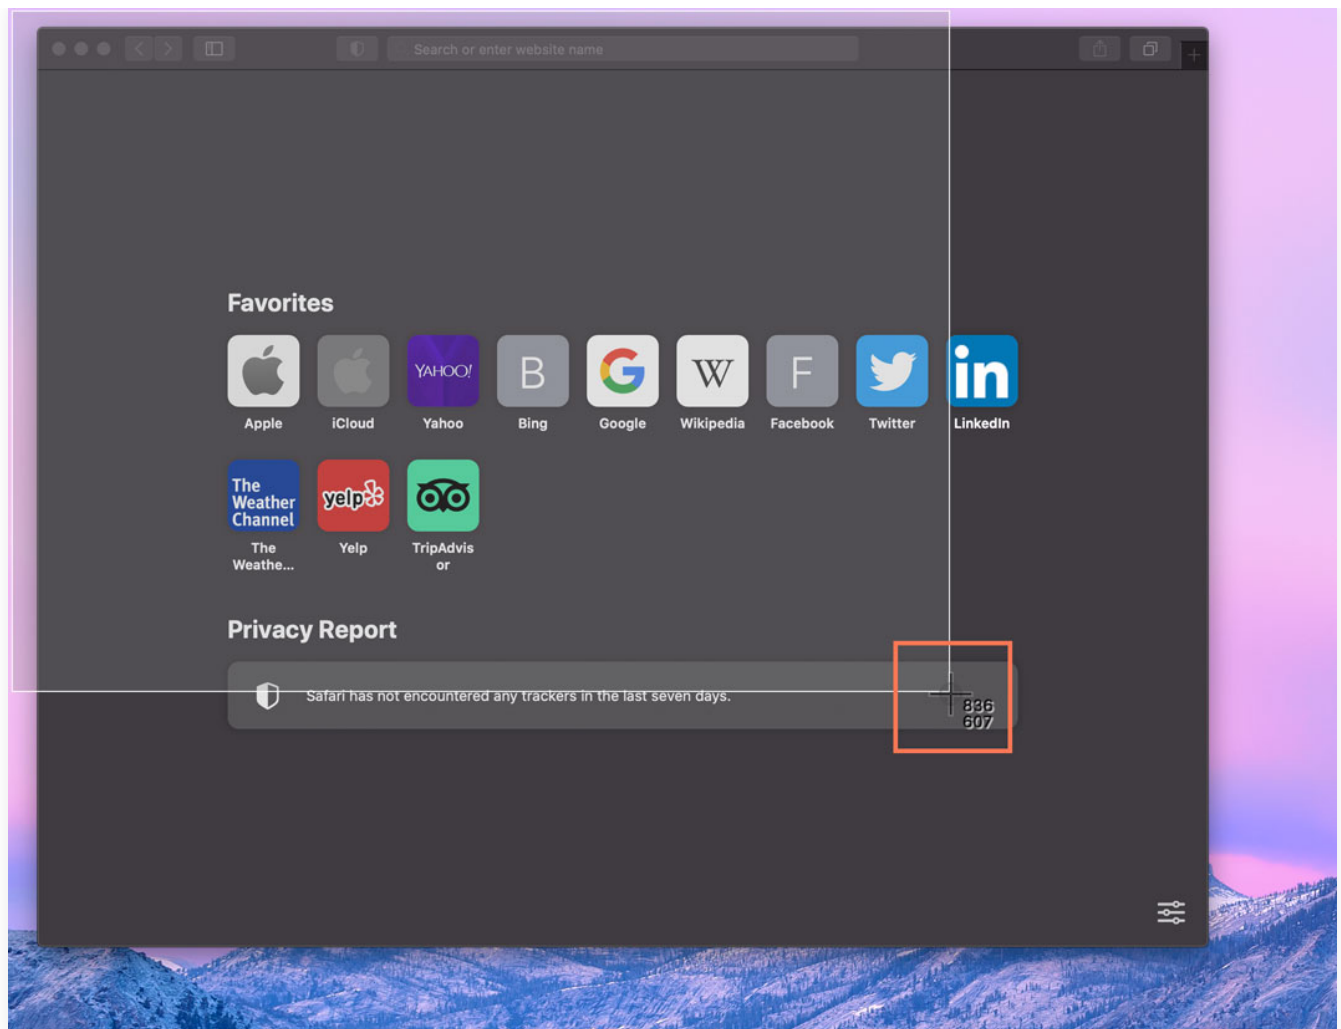 Search or enter website name
Favorites
YAHOO!
B
G
W
F
in
Apple
iCloud
Yahoo
Bing
Google
Wikipedia
Facebook
Twitter
LinkedIn
The
Weather
Channel
yelp
The
Weathe...
Yelp
TripAdvis
or
Privacy Report
Safari has not encountered any trackers in the last seven days.
836
607